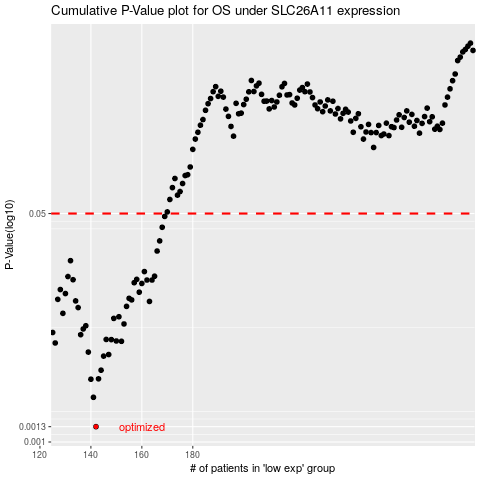 Cumulative P-Value plot for OS under SLC26A11 expression
P-Value(log10)
0.05
0.0013
0.001
optimized
120 140 160 180
# of patients in 'low exp' group